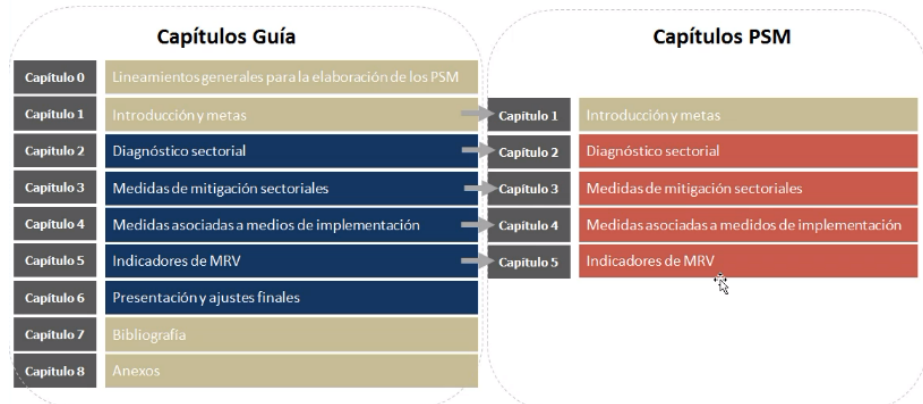 Capítulos Guía
Capítulo 0 Lineamientos generales para la elaboración de los PSM
Capítulo 1 Introducción y metas
Capítulo 2 Diagnóstico sectorial
Capítulo 3 Medidas de mitigación sectoriales
Capítulo 4 Medidas asociadas a medios de implementación
Capítulo 5 Indicadores de MRV
Capítulo 6 Presentación y ajustes finales
Capítulo 7 Bibliografía
Capítulo 8 Anexos
Capítulos PSM
Capítulo 1 Introducción y metas
Capítulo 2 Diagnóstico sectorial
Capítulo 3 Medidas de mitigación sectoriales
Capítulo 4 Medidas asociadas a medidos de implementación
Capítulo 5 Indicadores de MRV